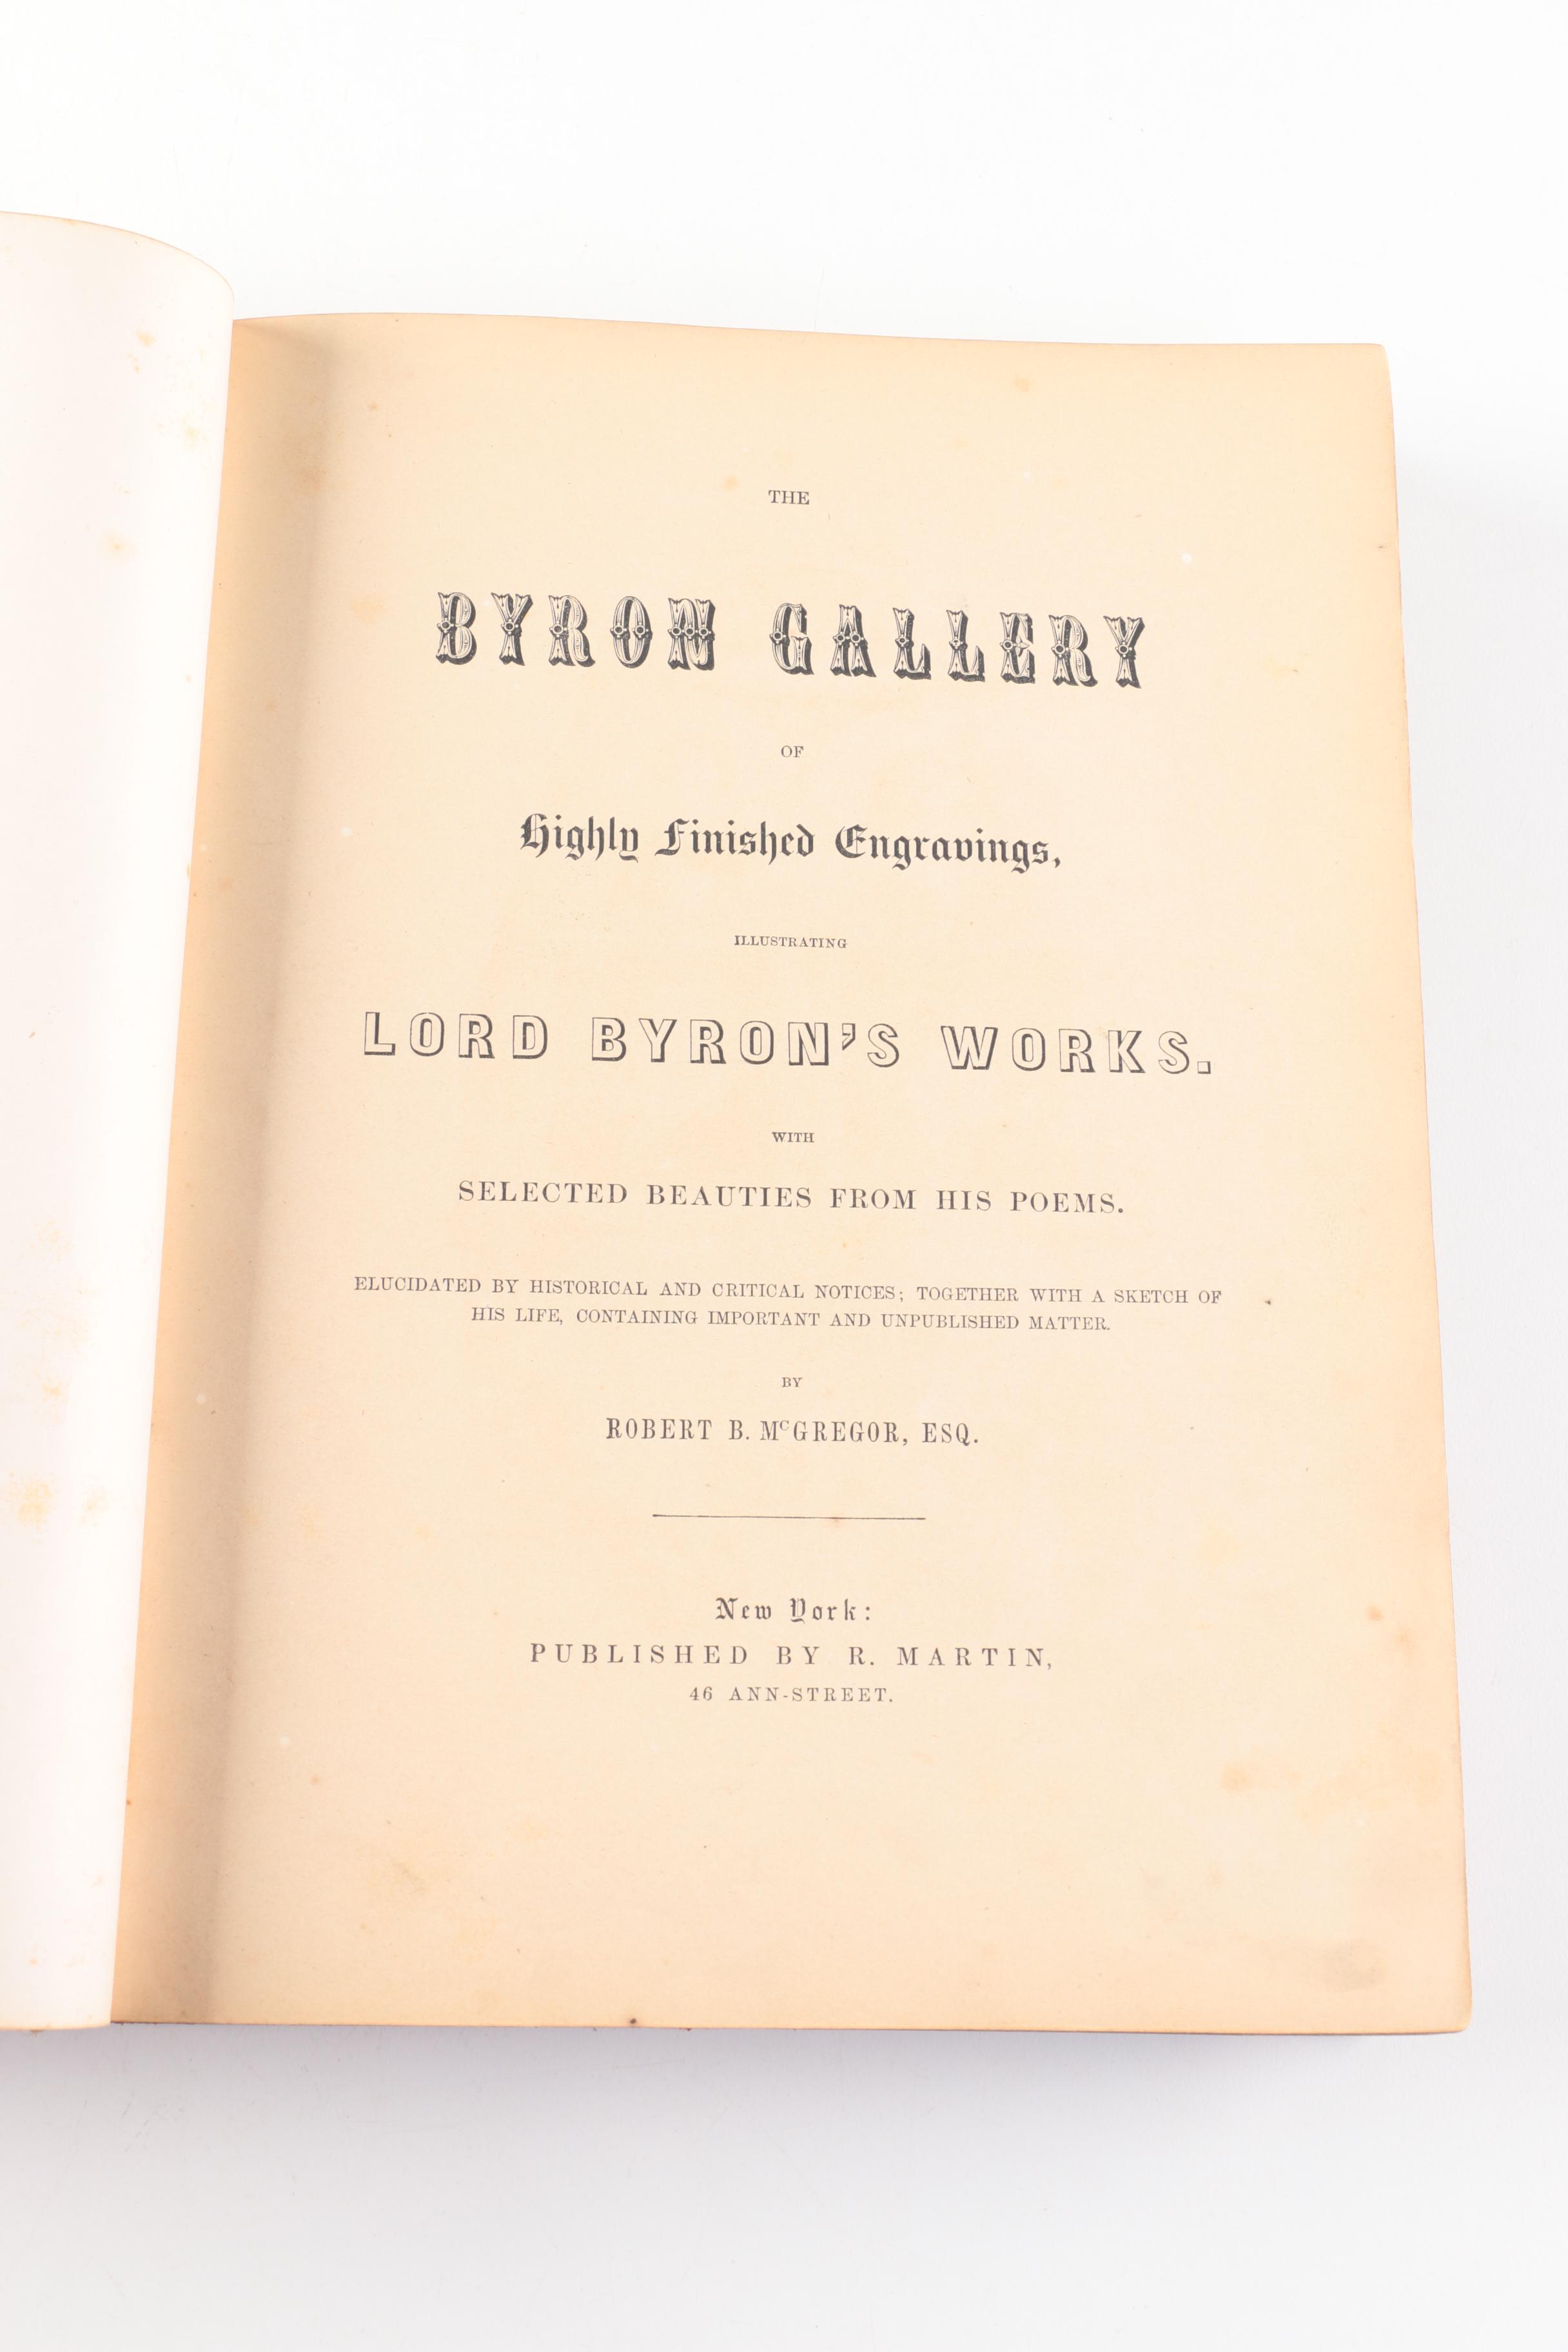 THE
BYRON GALLERY
OF
Highly Finished Engravings,
ILLUSTRATING
LORD BYRON'S WORKS.
WITH
SELECTED BEAUTIES FROM HIS POEMS.
ELUCIDATED BY HISTORICAL AND CRITICAL NOTICES; TOGETHER WITH A SKETCH OF
HIS LIFE, CONTAINING IMPORTANT AND UNPUBLISHED MATTER.
BY
ROBERT B. McGREGOR, ESQ.
New York:
PUBLISHED BY R. MARTIN,
46 ANN-STREET.